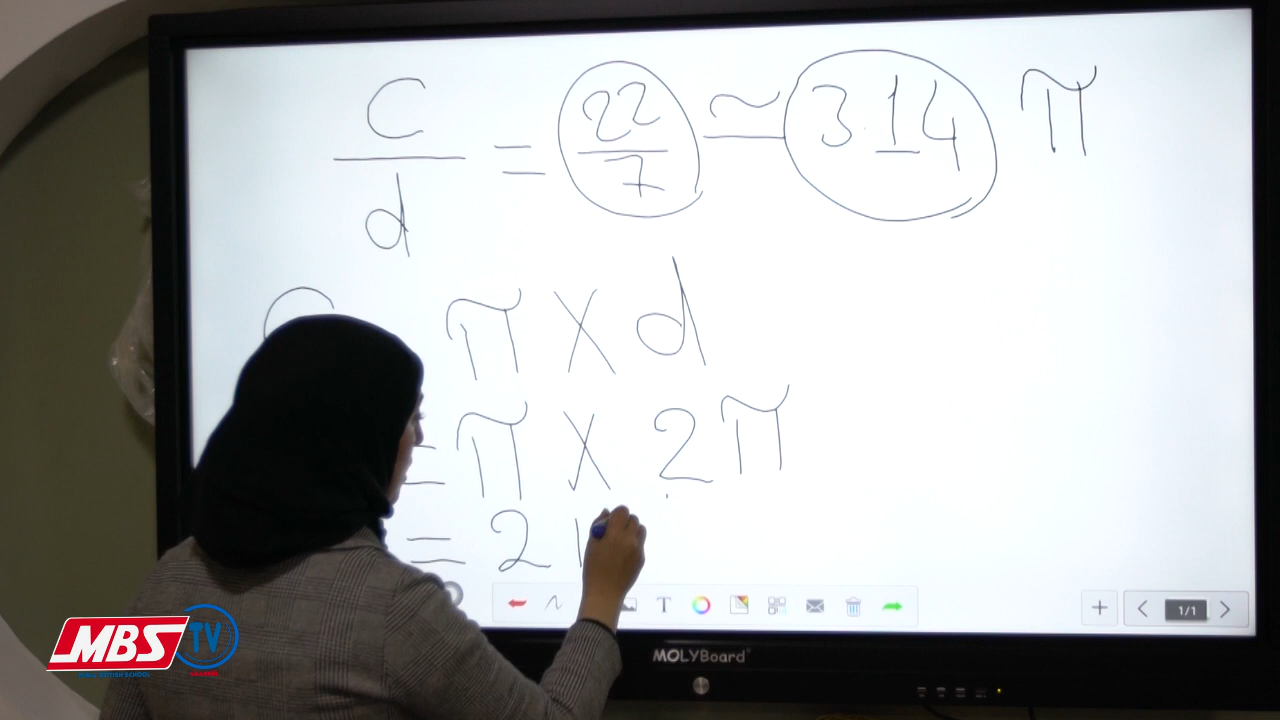 C/d = 22/7 ≃ 3.14 π
C π X d
= π X 2π
= 2
T
1/1
MOLYBoard
MBS TV